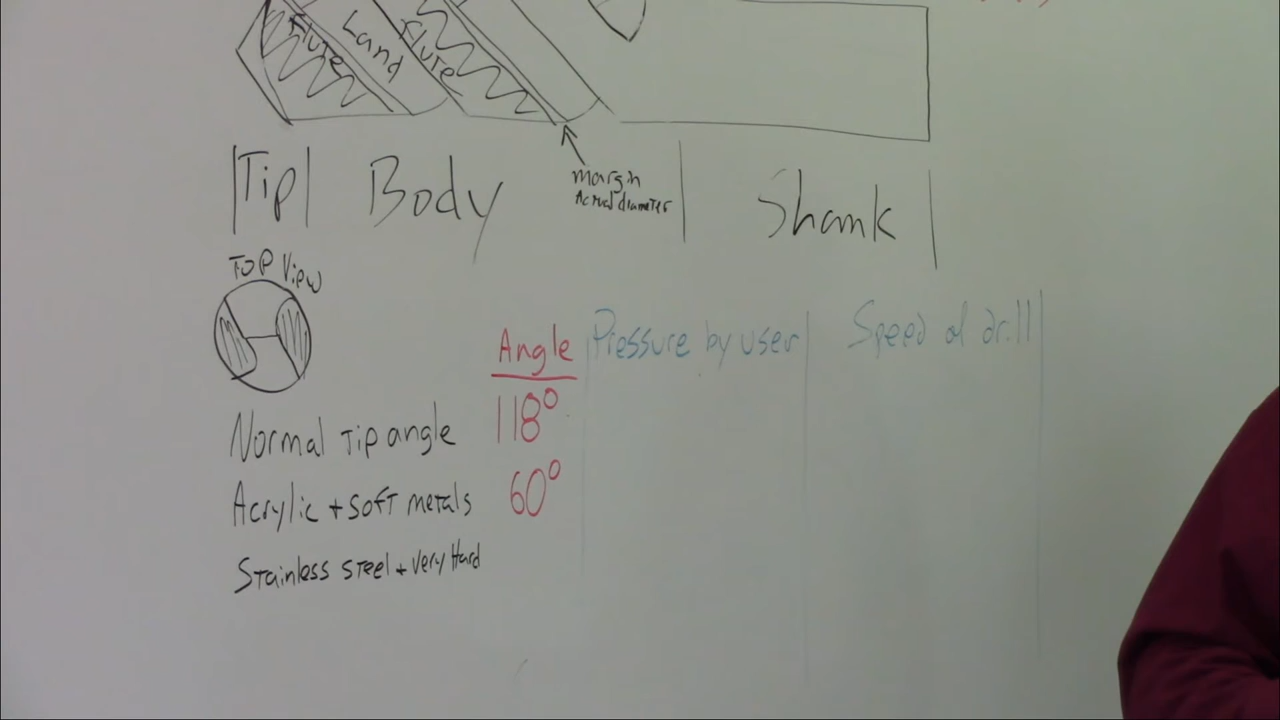 Flute Land Flute
Tip Body Shank
margin
Actual diameter
TOP View
Angle Pressure by user Speed of drill
Normal Tip angle 118°
Acrylic + soft metals 60°
Stainless steel + Very Hard